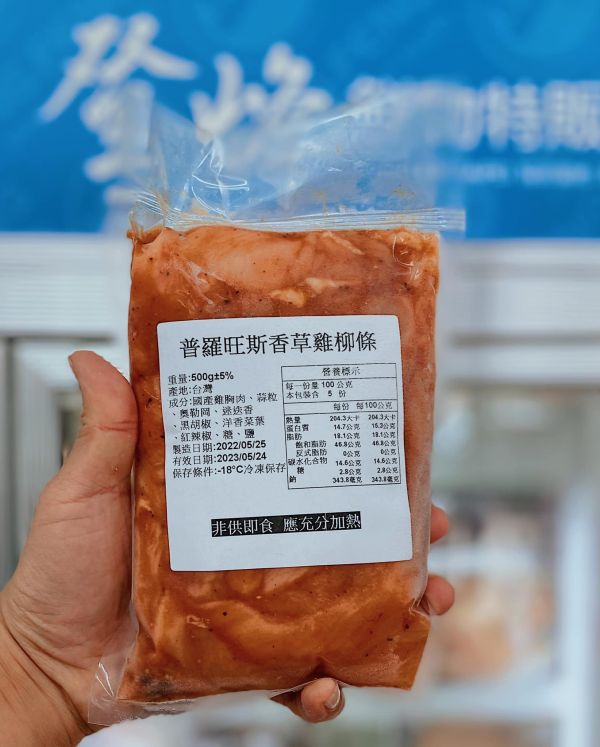 登峰
特販
普羅旺斯香草雞柳條
重量:500g±5%
產地:台灣
成分:國產雞胸肉、蒜粒
、奧勒岡、迷迭香
、黑胡椒、洋香菜葉
、紅辣椒、糖、鹽
製造日期:2022/05/25
有效日期:2023/05/24
保存條件:-18°C冷凍保存
營養標示
每一份量 100 公克
本包裝含 5 份
每份 每100公克
熱量 204.3大卡 204.3大卡
蛋白質 14.7公克 15.2公克
脂肪 18.1公克 18.1公克
飽和脂肪 46.8公克 46.8公克
反式脂肪 0公克 0公克
碳水化合物 14.6公克 14.6公克
糖 2.8公克 2.8公克
鈉 343.8毫克 343.8毫克
非供即食 應充分加熱